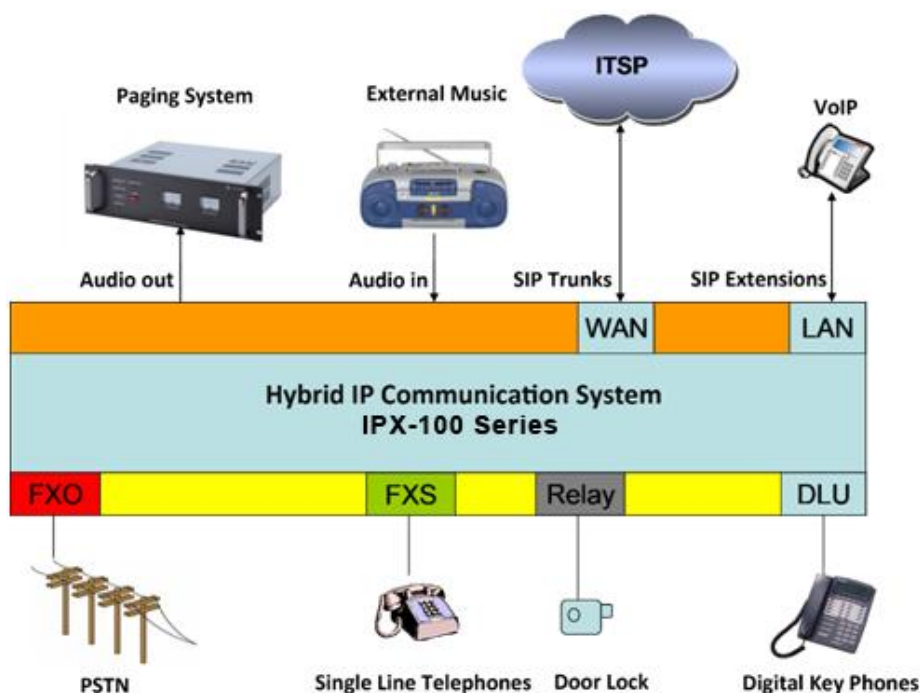 ITSP
Paging System
External Music
VoIP
Audio out
Audio in
SIP Trunks
SIP Extensions
WAN
LAN
Hybrid IP Communication System
IPX-100 Series
FXO
FXS
Relay
DLU
PSTN
Single Line Telephones
Door Lock
Digital Key Phones